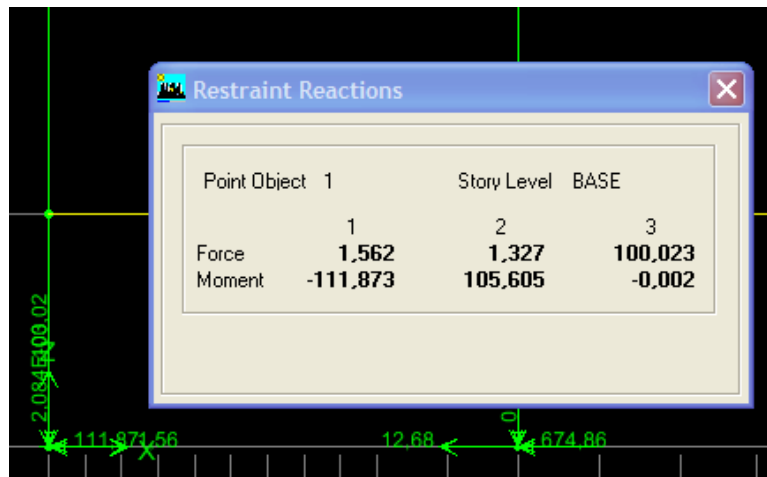 Restraint Reactions
Point Object 1 Story Level BASE
1 2 3
Force 1,562 1,327 100,023
Moment -111,873 105,605 -0,002
X
12,68
674,86
0